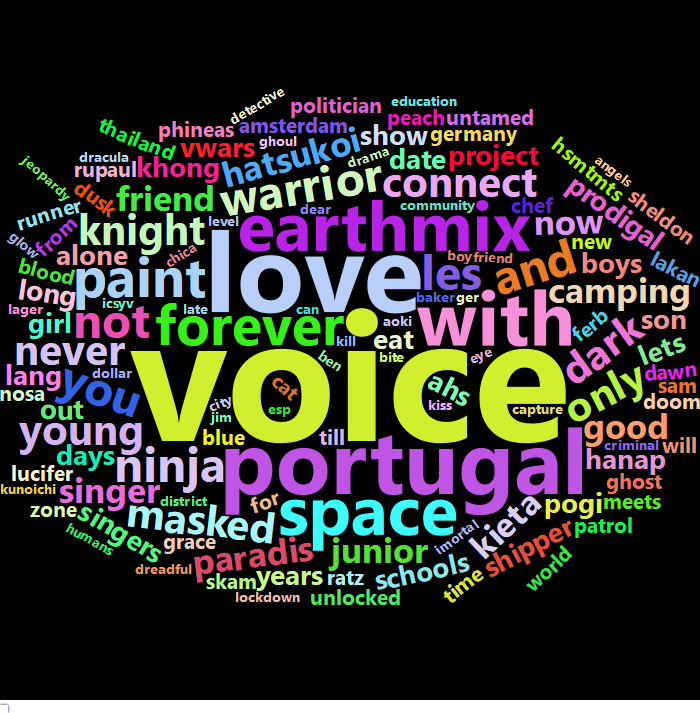 detective
politician
education
thailand
phineas
amsterdam
peach
untamed
vwars
ghoul
show
germany
hsmtmts
dracula
rupaul
khong
hatsukoi
drama
date
project
angels
jeopardy
dusk
friend
warrior
connect
prodigal
sheldon
runner
from
knight
level
dear
community
chef
now
glow
alone
chica
earthmix
new
boys
lakan
blood
paint
love
les
boyfriend
and
long
icsyv
late
can
baker
ger
camping
lager
girl
not
forever
aoki
with
ferb
son
never
kill
eat
dark
lets
lang
dollar
voice
ben
bite
eye
dawn
nosa
you
cat
ahs
only
sam
out
city
jim
esp
kiss
capture
doom
young
blue
till
good
criminal
will
days
ninja
portugal
hanap
lucifer
kunoichi
singer
ghost
zone
singers
district
for
space
kieta
pogi
meets
humans
masked
imortal
shipper
patrol
grace
paradis
junior
dreadful
skam
years
ratz
schools
time
world
lockdown
unlocked